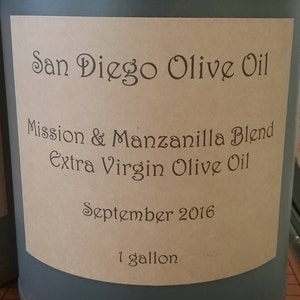 San Diego Olive Oil
Mission & Manzanilla Blend
Extra Virgin Olive Oil
September 2016
1 gallon